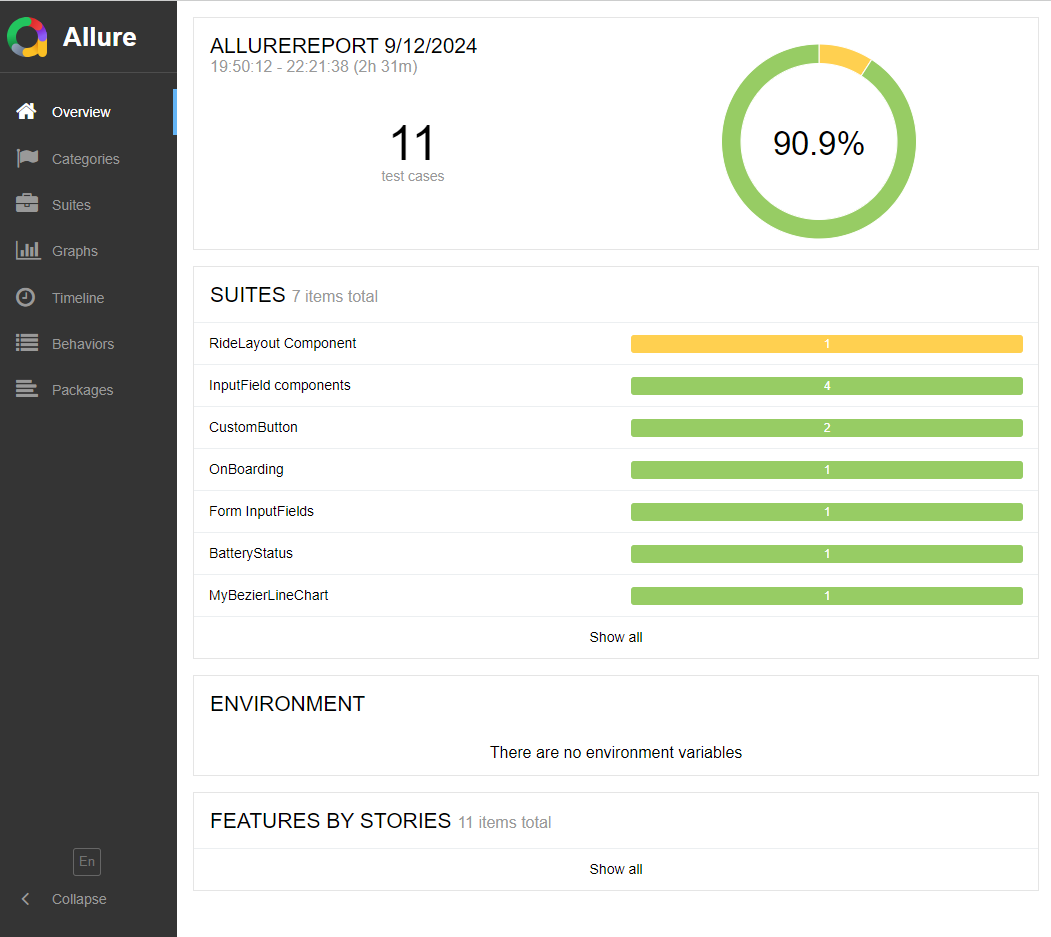 Allure
Overview
Categories
Suites
Graphs
Timeline
Behaviors
Packages
En
Collapse
ALLUREREPORT 9/12/2024
19:50:12 - 22:21:38 (2h 31m)
11
test cases
90.9%
SUITES 7 items total
RideLayout Component 1
InputField components 4
CustomButton 2
OnBoarding 1
Form InputFields 1
BatteryStatus 1
MyBezierLineChart 1
Show all
ENVIRONMENT
There are no environment variables
FEATURES BY STORIES 11 items total
Show all